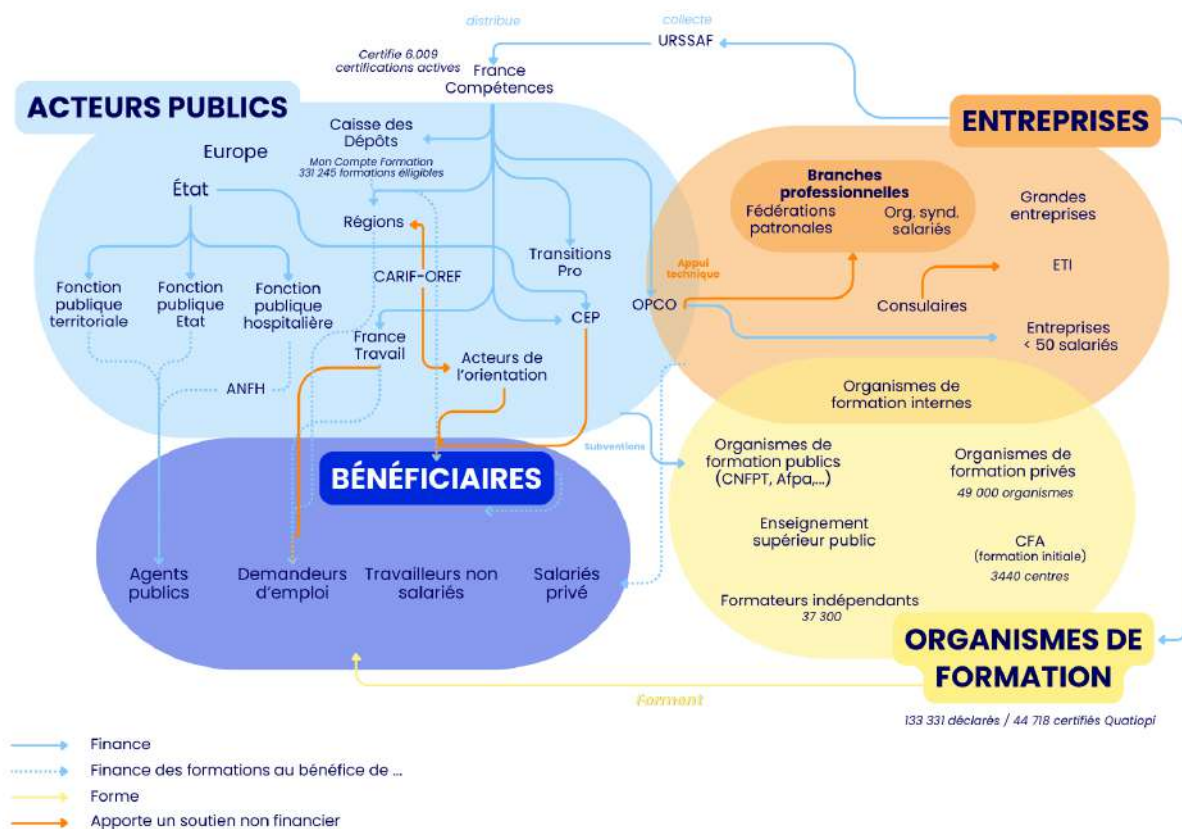 distribue
collecte
URSSAF
Certifie 6.009
certifications actives
France
Compétences
ACTEURS PUBLICS
ENTREPRISES
Caisse des
Dépôts
Europe
Mon Compte Formation
331 245 formations élligibles
État
Régions
Branches
professionnelles
Fédérations
patronales
Org. synd.
salariés
Grandes
entreprises
Transitions
Pro
CARIF-OREF
Appui
technique
ETI
Fonction
publique
territoriale
Fonction
publique
Etat
Fonction
publique
hospitalière
OPCO
Consulaires
CEP
France
Travail
Entreprises
< 50 salariés
Acteurs de
l'orientation
ANFH
Organismes de
formation internes
Subventions
Organismes de
formation publics
(CNFPT, Afpa,...)
Organismes de
formation privés
49 000 organismes
BÉNÉFICIAIRES
Enseignement
supérieur public
CFA
(formation initiale)
3440 centres
Agents
publics
Demandeurs
d'emploi
Travailleurs non
salariés
Salariés
privé
Formateurs indépendants
37 300
ORGANISMES DE
FORMATION
Forment
133 331 déclarés / 44 718 certifiés Quatiopi
Finance
Finance des formations au bénéfice de ...
Forme
Apporte un soutien non financier